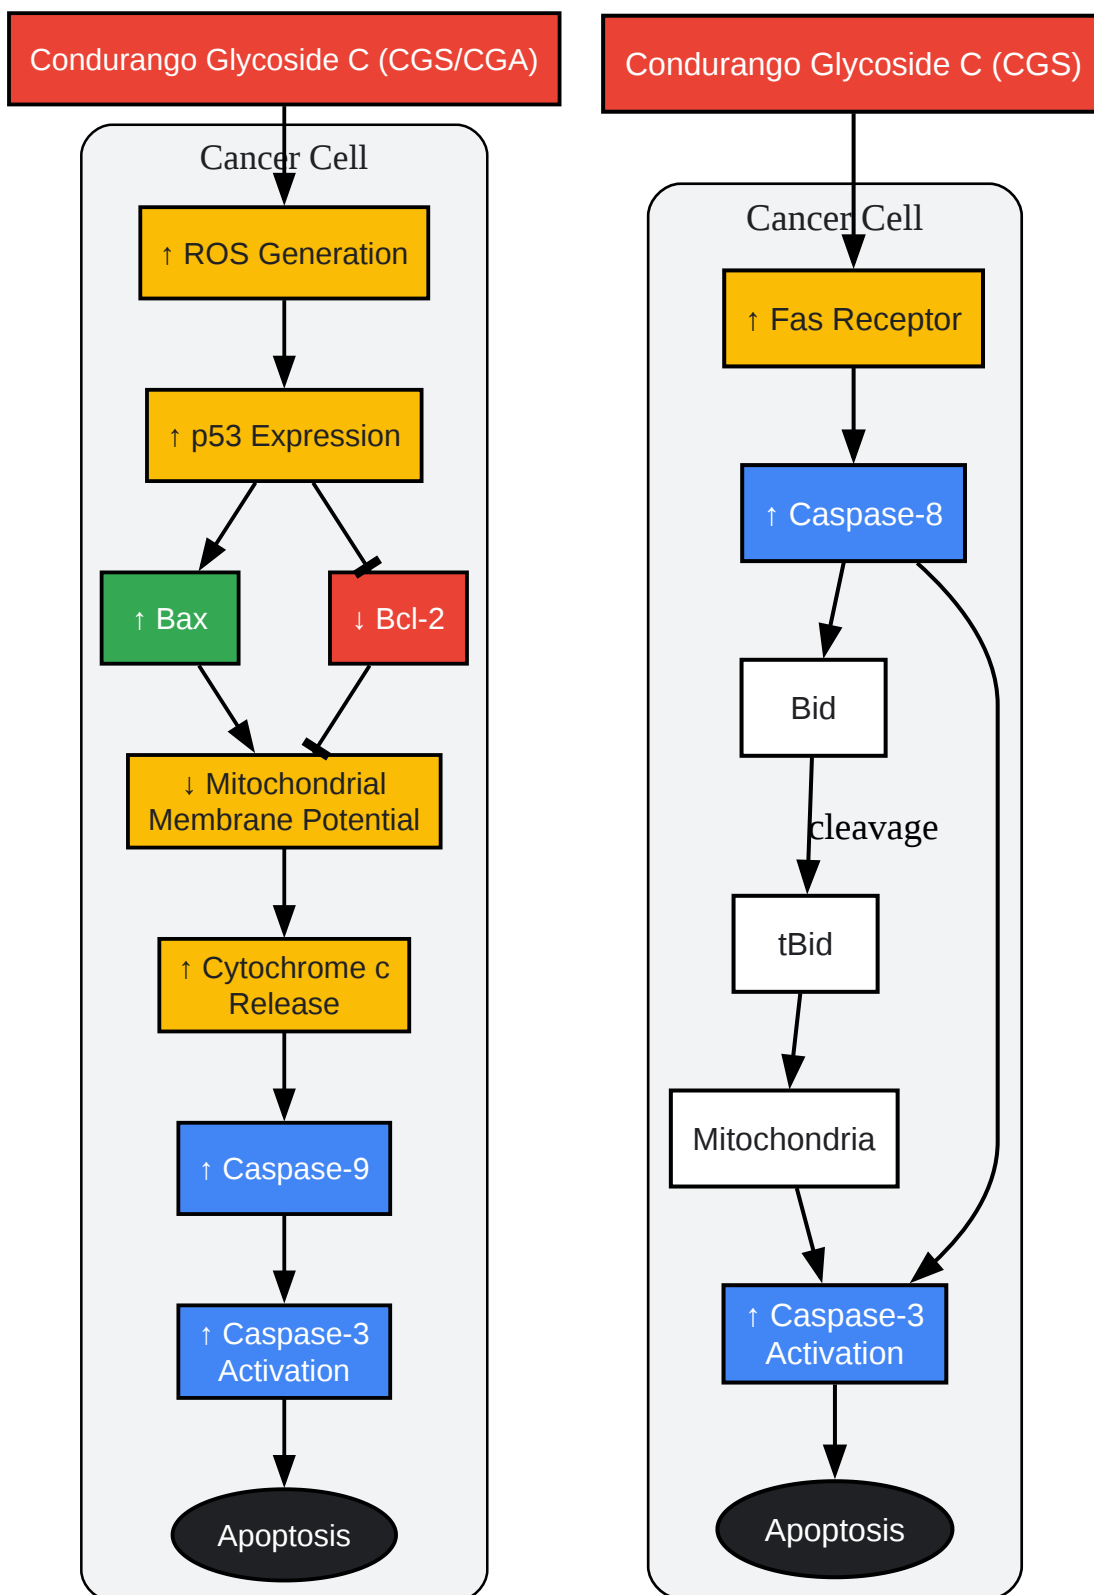 Condurango Glycoside C (CGS/CGA)
Cancer Cell
↑ ROS Generation
↑ p53 Expression
↑ Bax
↓ Bcl-2
↓ Mitochondrial
Membrane Potential
↑ Cytochrome c
Release
↑ Caspase-9
↑ Caspase-3
Activation
Apoptosis
Condurango Glycoside C (CGS)
Cancer Cell
↑ Fas Receptor
↑ Caspase-8
Bid
cleavage
tBid
Mitochondria
↑ Caspase-3
Activation
Apoptosis